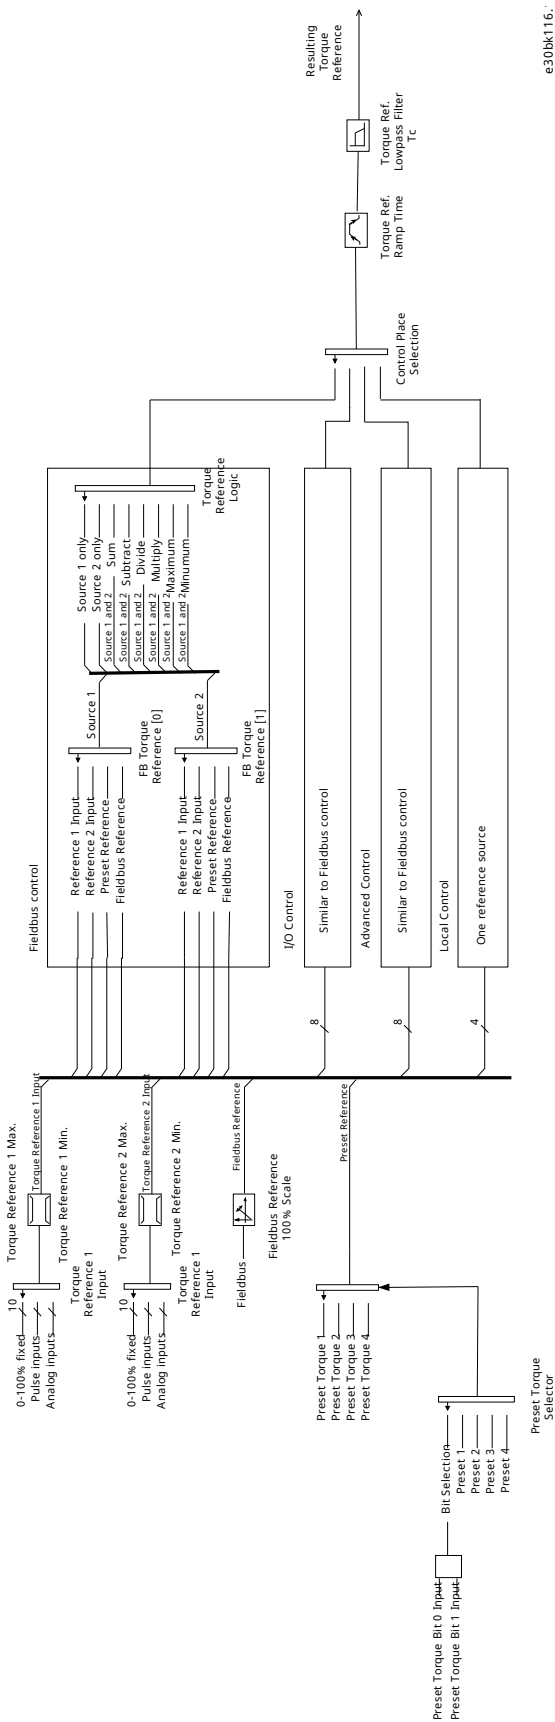 e30bk116.
0-100% fixed
Pulse inputs
Analog inputs
10
Torque
Reference 1
Input
Torque Reference 1 Max.
Torque Reference 1 Min.
Torque Reference 1 Input
0-100% fixed
Pulse inputs
Analog inputs
10
Torque
Reference 1
Input
Torque Reference 2 Max.
Torque Reference 2 Min.
Torque Reference 2 Input
Fieldbus
Fieldbus Reference
100% Scale
Fieldbus Reference
Preset Torque 1
Preset Torque 2
Preset Torque 3
Preset Torque 4
Preset Reference
Preset Torque Bit 0 Input
Preset Torque Bit 1 Input
Bit Selection
Preset 1
Preset 2
Preset 3
Preset 4
Preset Torque
Selector
Fieldbus control
Reference 1 Input
Reference 2 Input
Preset Reference
Fieldbus Reference
FB Torque
Reference [0]
Source 1
Reference 1 Input
Reference 2 Input
Preset Reference
Fieldbus Reference
FB Torque
Reference [1]
Source 2
Source 1 only
Source 2 only
Source 1 and 2 Sum
Source 1 and 2 Subtract
Source 1 and 2 Divide
Source 1 and 2 Multiply
Source 1 and 2 Maximum
Source 1 and 2 Minumum
Torque
Reference
Logic
I/O Control
8
Similar to Fieldbus control
Advanced Control
8
Similar to Fieldbus control
Local Control
4
One reference source
Control Place
Selection
Torque Ref.
Ramp Time
Torque Ref.
Lowpass Filter
Tc
Resulting
Torque
Reference